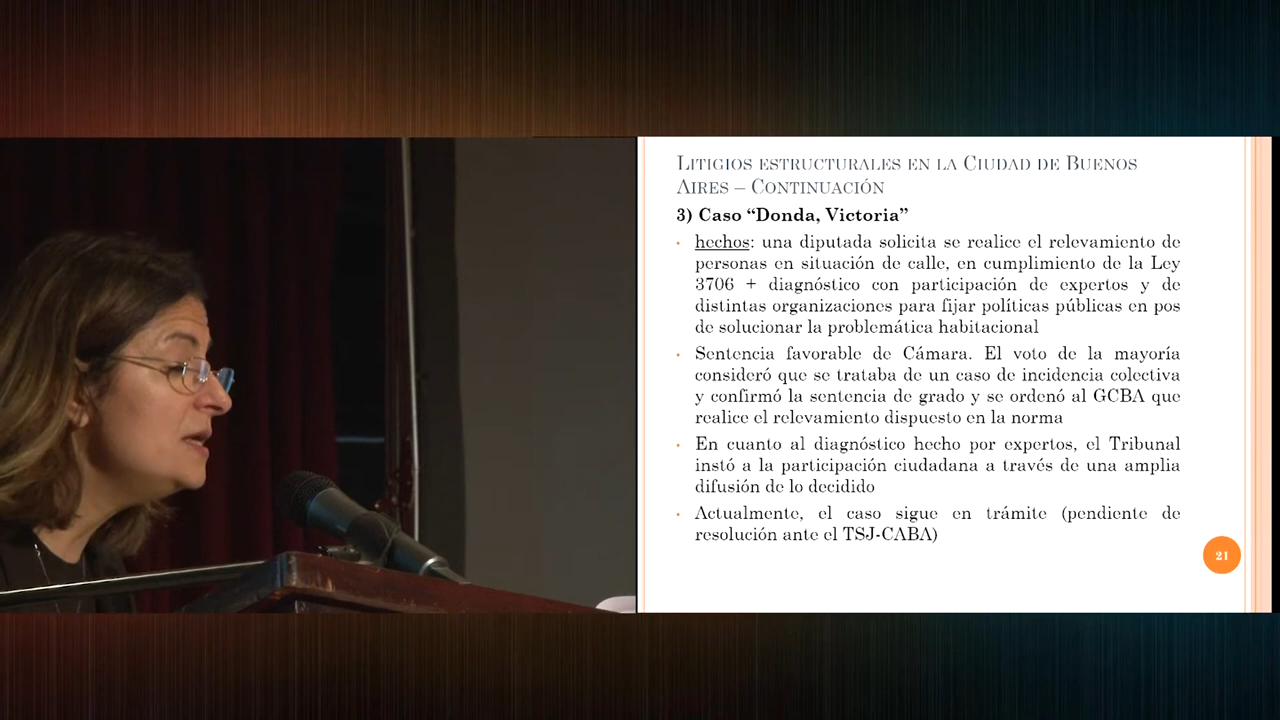 LITIGIOS ESTRUCTURALES EN LA CIUDAD DE BUENOS
AIRES – CONTINUACIÓN
3) Caso “Donda, Victoria”
• hechos: una diputada solicita se realice el relevamiento de
personas en situación de calle, en cumplimiento de la Ley
3706 + diagnóstico con participación de expertos y de
distintas organizaciones para fijar políticas públicas en pos
de solucionar la problemática habitacional
• Sentencia favorable de Cámara. El voto de la mayoría
consideró que se trataba de un caso de incidencia colectiva
y confirmó la sentencia de grado y se ordenó al GCBA que
realice el relevamiento dispuesto en la norma
• En cuanto al diagnóstico hecho por expertos, el Tribunal
instó a la participación ciudadana a través de una amplia
difusión de lo decidido
• Actualmente, el caso sigue en trámite (pendiente de
resolución ante el TSJ-CABA)
21